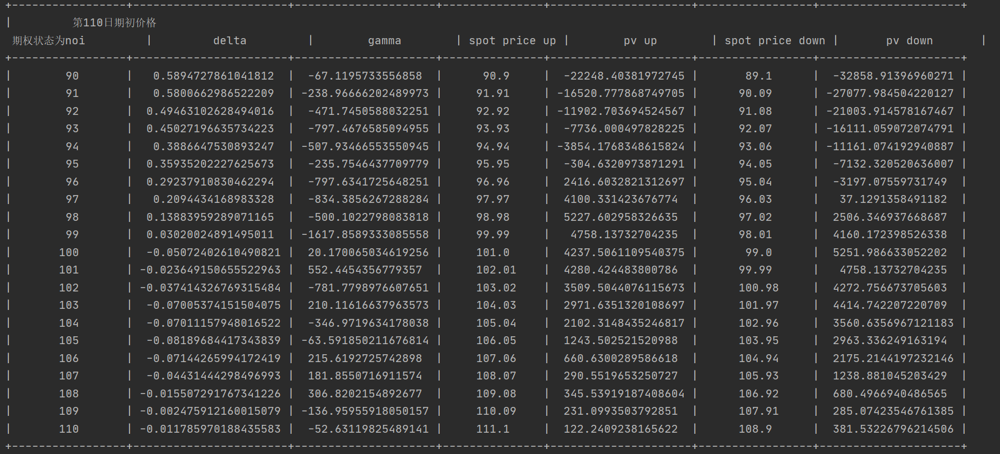 +-----------------+-----------------------+---------------------+---------------+---------------------+-----------------+---------------------+
| 第110日期初价格
期权状态为noi | delta | gamma | spot price up | pv up | spot price down | pv down |
+-----------------+-----------------------+---------------------+---------------+---------------------+-----------------+---------------------+
| 90 | 0.5894727861041812 | -67.1195733556858 | 90.9 | -22248.40381972745 | 89.1 | -32858.91396960271 |
| 91 | 0.5800662986522209 | -238.96666202489973 | 91.91 | -16520.777868749705 | 90.09 | -27077.984504220127 |
| 92 | 0.49463102628494016 | -471.7450588032251 | 92.92 | -11902.703694524567 | 91.08 | -21003.914578167467 |
| 93 | 0.45027196635734223 | -797.4676585094955 | 93.93 | -7736.000497828225 | 92.07 | -16111.059072074791 |
| 94 | 0.3886647530893247 | -507.93466553550945 | 94.94 | -3854.1768348615824 | 93.06 | -11161.074192940887 |
| 95 | 0.359352022227625673 | -235.7546437709779 | 95.95 | -304.6320973871291 | 94.05 | -7132.320520636007 |
| 96 | 0.29237910830462294 | -797.6341725648251 | 96.96 | 2416.6032821312697 | 95.04 | -3197.07559731749 |
| 97 | 0.2094434168983328 | -834.3856267288284 | 97.97 | 4100.331423676774 | 96.03 | 37.1291358491182 |
| 98 | 0.13883959289071165 | -500.1022798083818 | 98.98 | 5227.602958326635 | 97.02 | 2506.346937668687 |
| 99 | 0.03020024891495011 | -1617.8589333085558 | 99.99 | 4758.13732704235 | 98.01 | 4160.172398526338 |
| 100 | -0.05072402610490821 | 20.170065034619256 | 101.0 | 4237.5061109540375 | 99.0 | 5251.986633052202 |
| 101 | -0.023649150655522963 | 552.4454356779357 | 102.01 | 4280.424483800786 | 99.99 | 4758.13732704235 |
| 102 | -0.037414326769315484 | -781.7798976607651 | 103.02 | 3509.5044076115673 | 100.98 | 4272.756673705603 |
| 103 | -0.07005374151504075 | 210.11616637963573 | 104.03 | 2971.6351320108697 | 101.97 | 4414.742207220709 |
| 104 | -0.07011157948016522 | -346.9719634178038 | 105.04 | 2102.3148435246817 | 102.96 | 3560.6356967121183 |
| 105 | -0.08189684417343839 | -63.591850211676814 | 106.05 | 1243.502521520988 | 103.95 | 2963.336249163194 |
| 106 | -0.07144265994172419 | 215.6192725742898 | 107.06 | 660.6300289586618 | 104.94 | 2175.2144197232146 |
| 107 | -0.04431444298496993 | 181.8550716911574 | 108.07 | 290.5519653250727 | 105.93 | 1238.881045203429 |
| 108 | -0.015507291767341226 | 306.8202154892677 | 109.08 | 345.53919187408604 | 106.92 | 680.4966940486565 |
| 109 | -0.002475912160015079 | -136.95955918050157 | 110.09 | 231.0993503792851 | 107.91 | 285.07423546761385 |
| 110 | -0.011785970188435583 | -52.63119825489141 | 111.1 | 122.2409238165622 | 108.9 | 381.53226796214506 |
+-----------------+-----------------------+---------------------+---------------+---------------------+-----------------+---------------------+